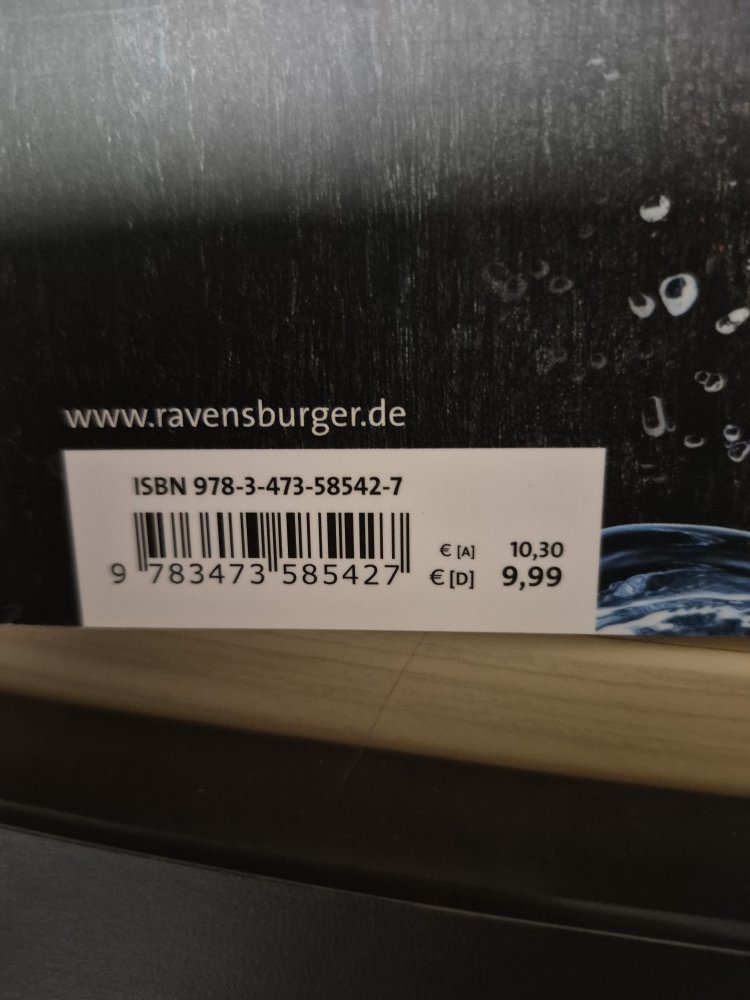 www.ravensburger.de
ISBN 978-3-473-58542-7
9 783473 585427
€ [A] 10,30
€ [D] 9,99